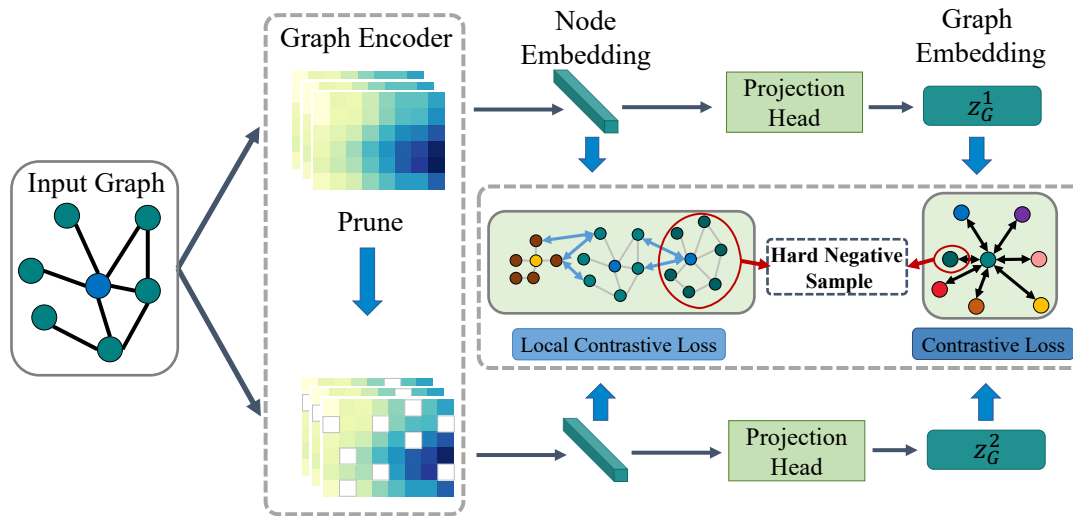 Input Graph
Graph Encoder
Prune
Node
Embedding
Projection
Head
Graph
Embedding
z_G^1
Hard Negative
Sample
Local Contrastive Loss
Contrastive Loss
Projection
Head
z_G^2